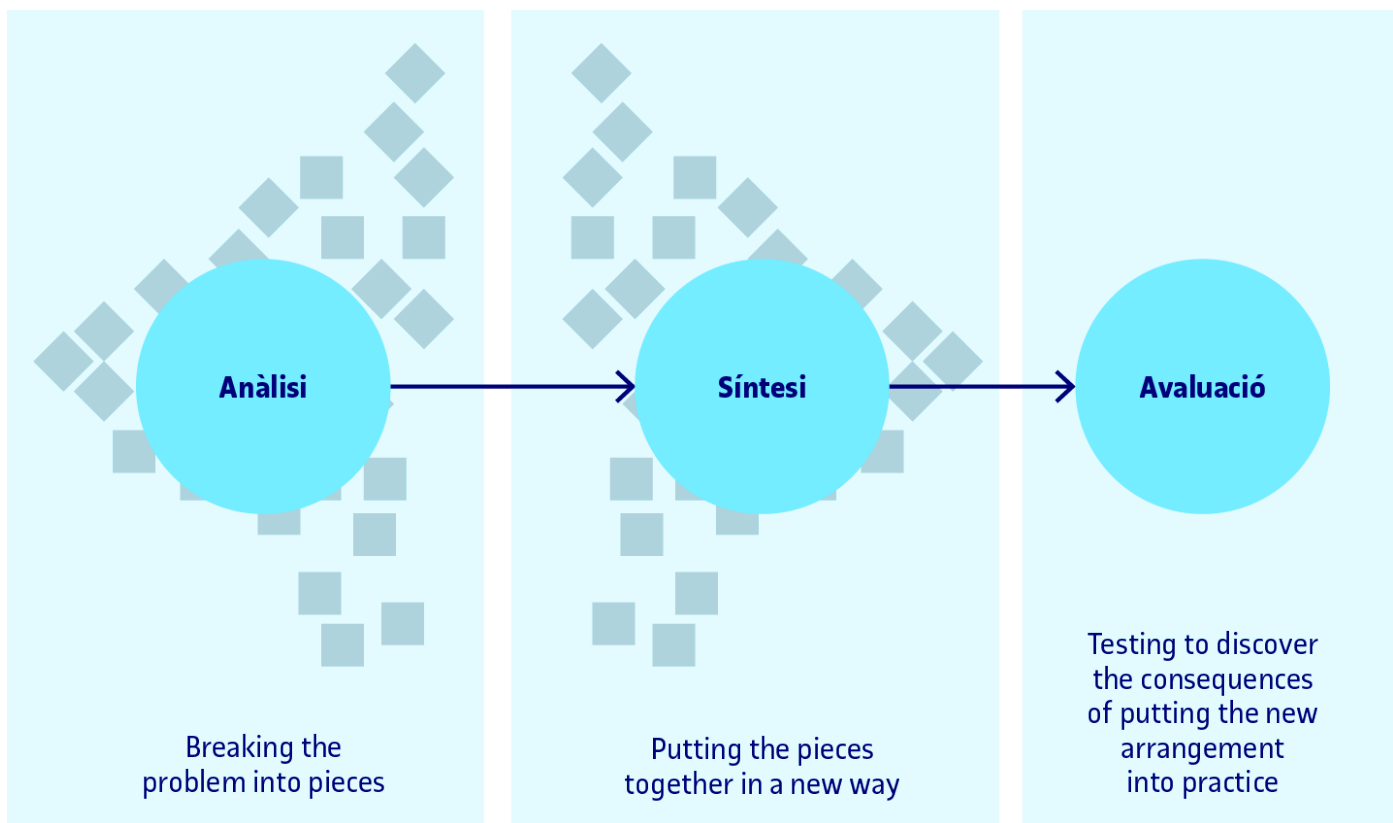 Anàlisi
Síntesi
Avaluació
Breaking the
problem into pieces
Putting the pieces
together in a new way
Testing to discover
the consequences
of putting the new
arrangement
into practice